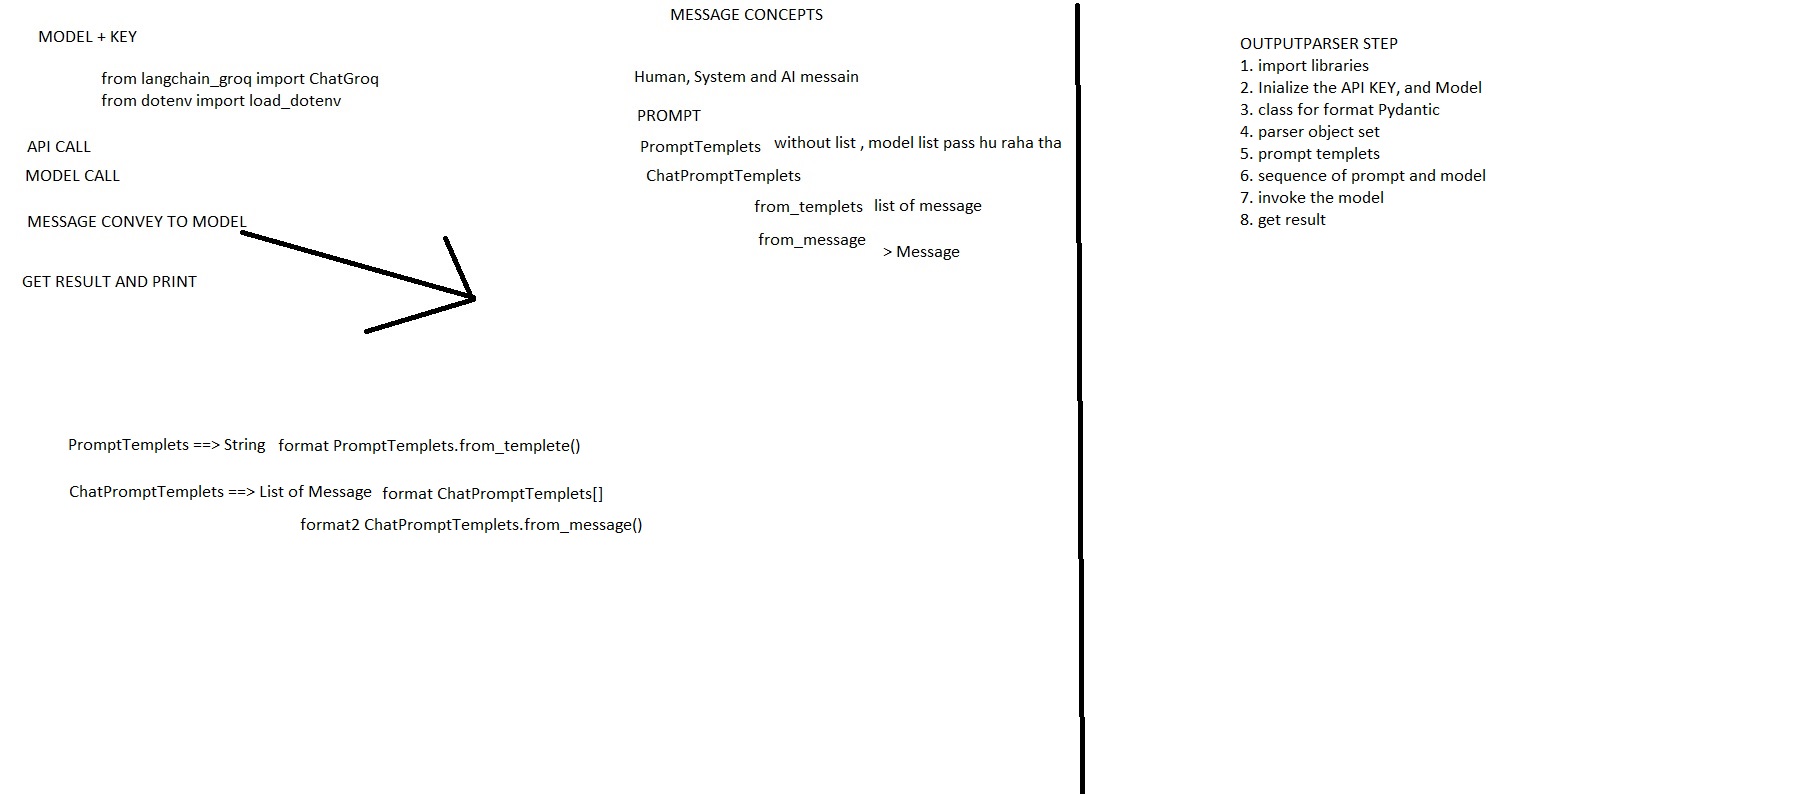 MODEL + KEY
from langchain_groq import ChatGroq
from dotenv import load_dotenv
API CALL
MODEL CALL
MESSAGE CONVEY TO MODEL
GET RESULT AND PRINT
MESSAGE CONCEPTS
Human, System and AI messain
PROMPT
PromptTemplets without list , model list pass hu raha tha
ChatPromptTemplets
from_templets list of message
from_message
> Message
PromptTemplets ==> String format PromptTemplets.from_templete()
ChatPromptTemplets ==> List of Message format ChatPromptTemplets[]
format2 ChatPromptTemplets.from_message()
OUTPUTPARSER STEP
1. import libraries
2. Inialize the API KEY, and Model
3. class for format Pydantic
4. parser object set
5. prompt templets
6. sequence of prompt and model
7. invoke the model
8. get result